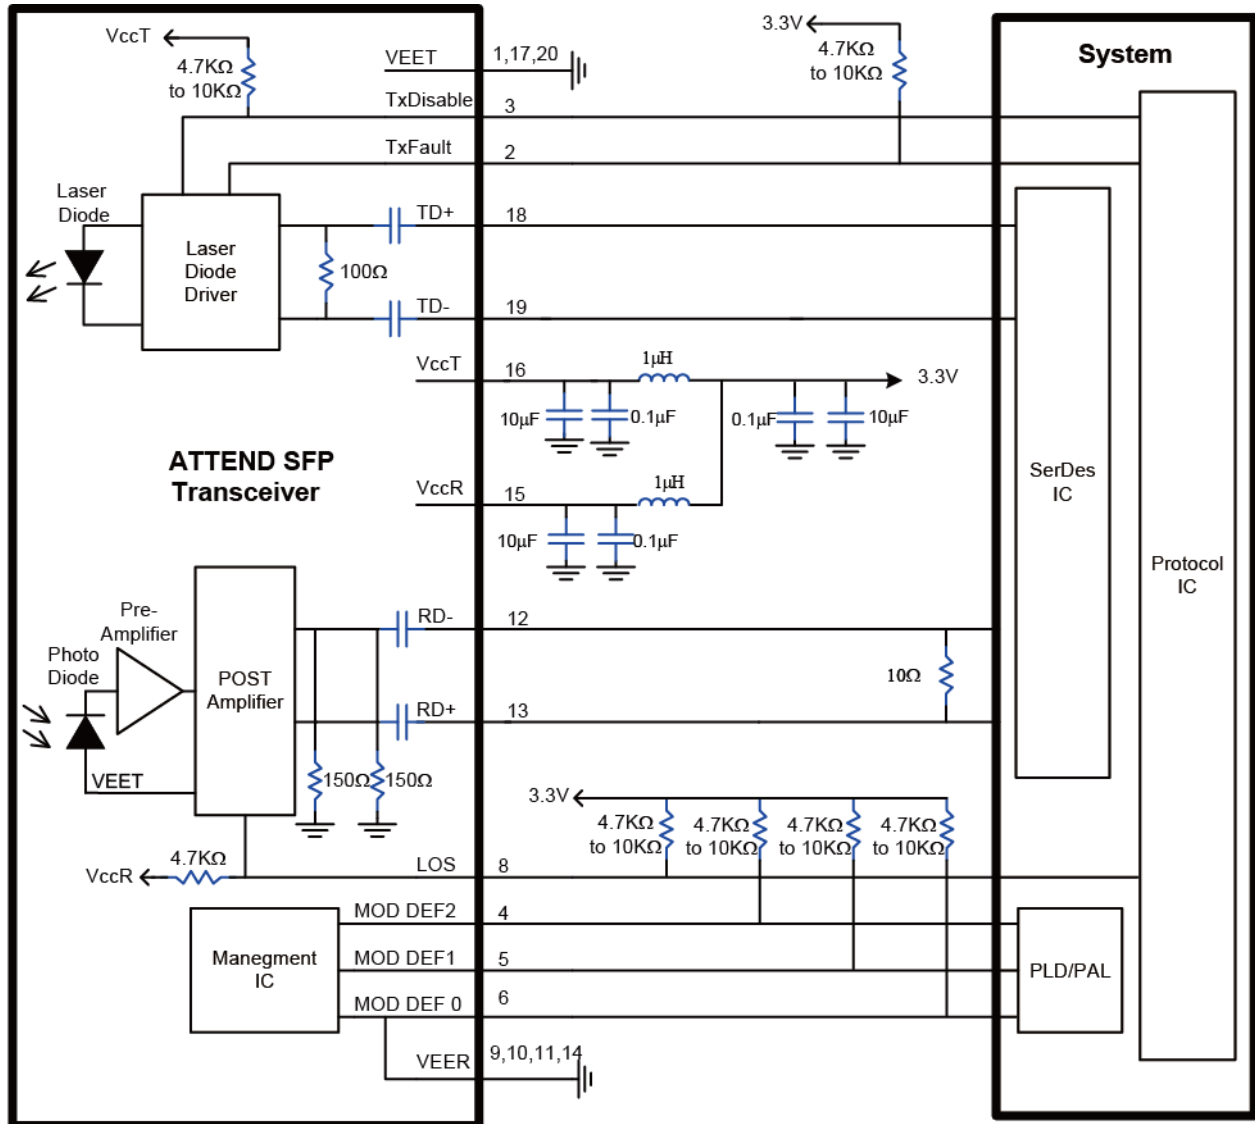 VccT
4.7KΩ
to 10KΩ
VEET
1,17,20
3.3V
4.7KΩ
to 10KΩ
System
TxDisable
3
TxFault
2
Laser
Diode
TD+
18
Laser
Diode
Driver
100Ω
TD-
19
VccT
16
1μH
3.3V
10μF
0.1μF
0.1μF
10μF
ATTEND SFP
Transceiver
VccR
15
1μH
10μF
0.1μF
SerDes
IC
Protocol
IC
Pre-
Amplifier
RD-
12
Photo
Diode
POST
Amplifier
10Ω
RD+
13
VEET
150Ω
150Ω
3.3V
4.7KΩ
to 10KΩ
4.7KΩ
to 10KΩ
4.7KΩ
to 10KΩ
4.7KΩ
to 10KΩ
VccR
4.7KΩ
LOS
8
MOD DEF2
4
Manegment
IC
MOD DEF1
5
PLD/PAL
MOD DEF 0
6
VEER
9,10,11,14